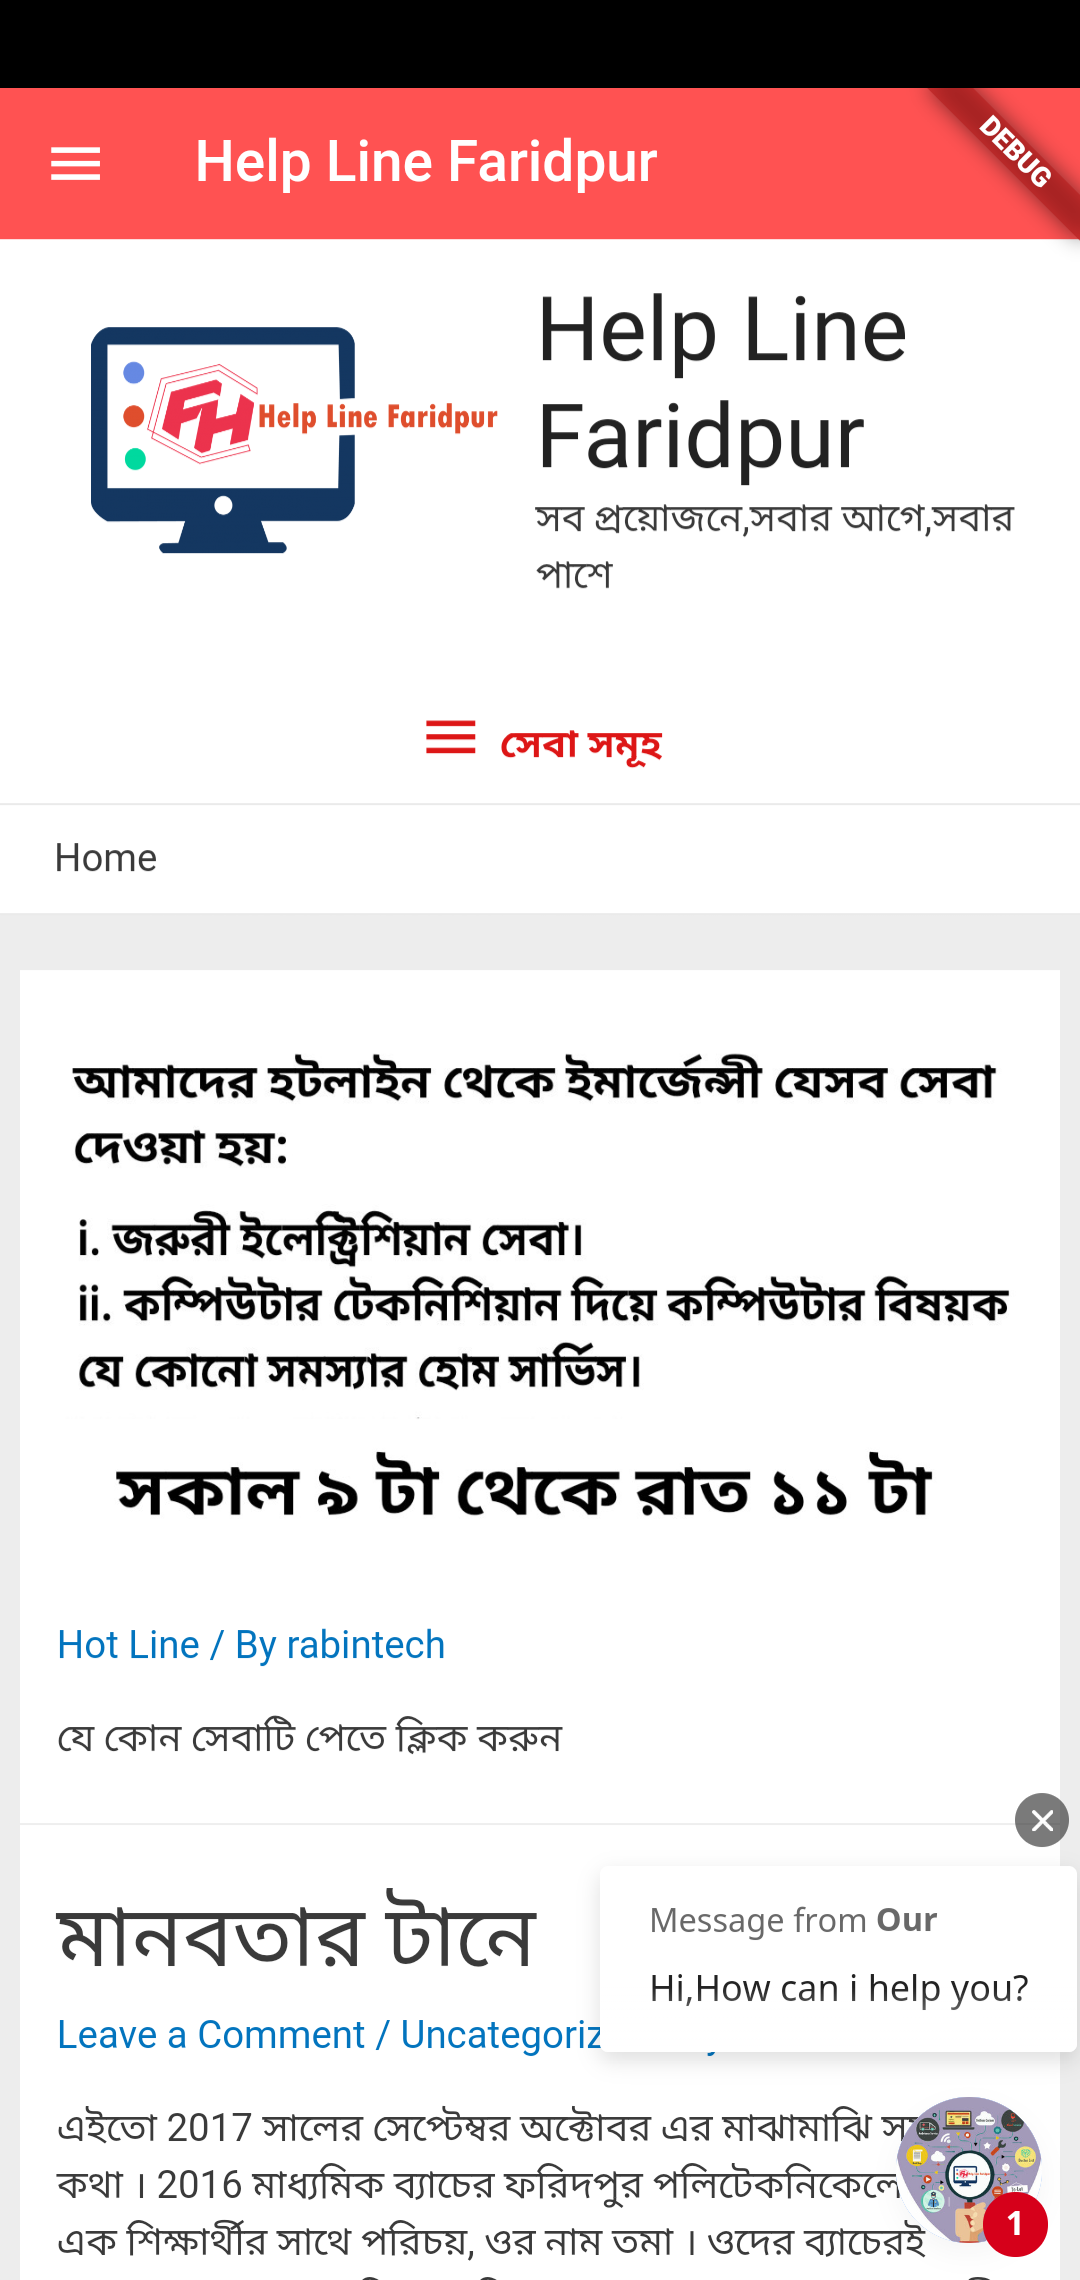 Help Line Faridpur
DEBUG
Help Line Faridpur
Help Line
Faridpur
সব প্রয়োজনে,সবার আগে,সবার
পাশে
সেবা সমূহ
Home
আমাদের হটলাইন থেকে ইমার্জেন্সী যেসব সেবা
দেওয়া হয়:
i. জরুরী ইলেক্ট্রিশিয়ান সেবা।
ii. কম্পিউটার টেকনিশিয়ান দিয়ে কম্পিউটার বিষয়ক
যে কোনো সমস্যার হোম সার্ভিস।
সকাল ৯ টা থেকে রাত ১১ টা
Hot Line / By rabintech
যে কোন সেবাটি পেতে ক্লিক করুন
মানবতার টানে
Message from Our
Hi,How can i help you?
Leave a Comment / Uncategoriz
এইতো 2017 সালের সেপ্টেম্বর অক্টোবর এর মাঝামাঝি
কথা । 2016 মাধ্যমিক ব্যাচের ফরিদপুর পলিটেকনিকেলে
এক শিক্ষার্থীর সাথে পরিচয়, ওর নাম তমা । ওদের ব্যাচেরই
1